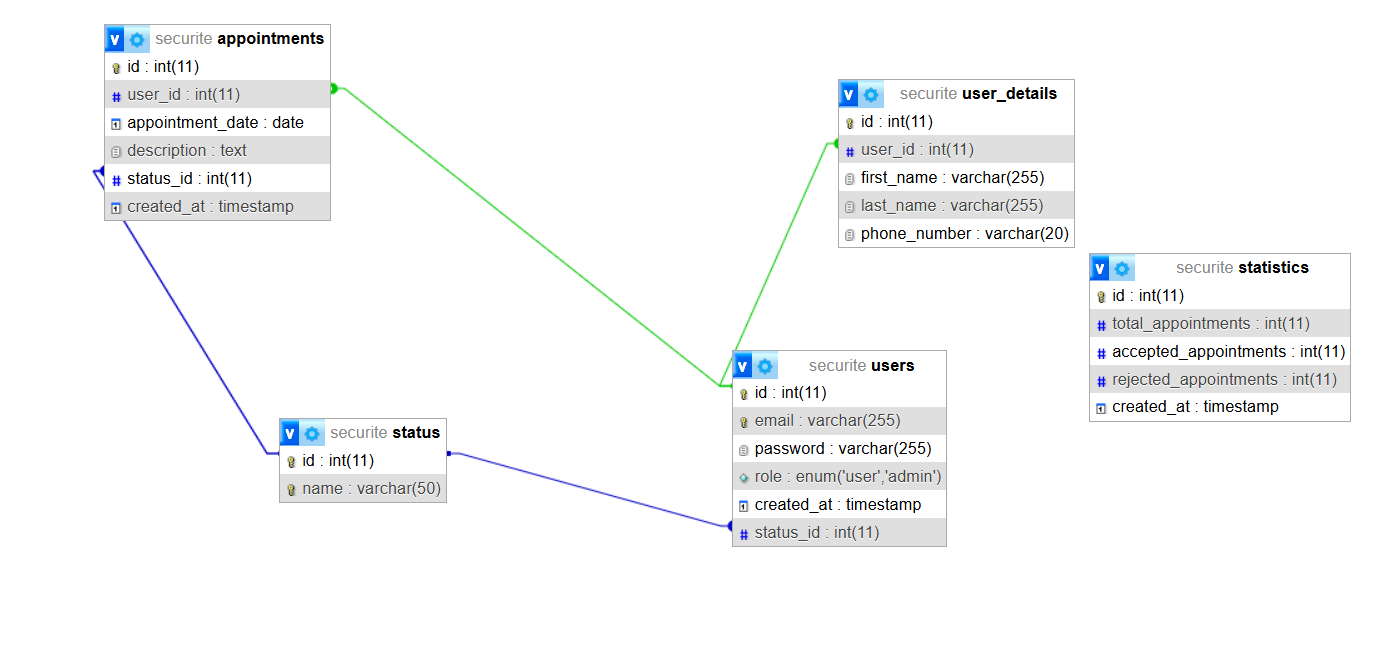 v securite appointments
id : int(11)
# user_id : int(11)
appointment_date : date
description : text
# status_id : int(11)
created_at : timestamp
v securite user_details
id : int(11)
# user_id : int(11)
first_name : varchar(255)
last_name : varchar(255)
phone_number : varchar(20)
v securite statistics
id : int(11)
# total_appointments : int(11)
# accepted_appointments : int(11)
# rejected_appointments : int(11)
created_at : timestamp
v securite users
id : int(11)
email : varchar(255)
password : varchar(255)
role : enum('user','admin')
created_at : timestamp
# status_id : int(11)
v securite status
id : int(11)
name : varchar(50)